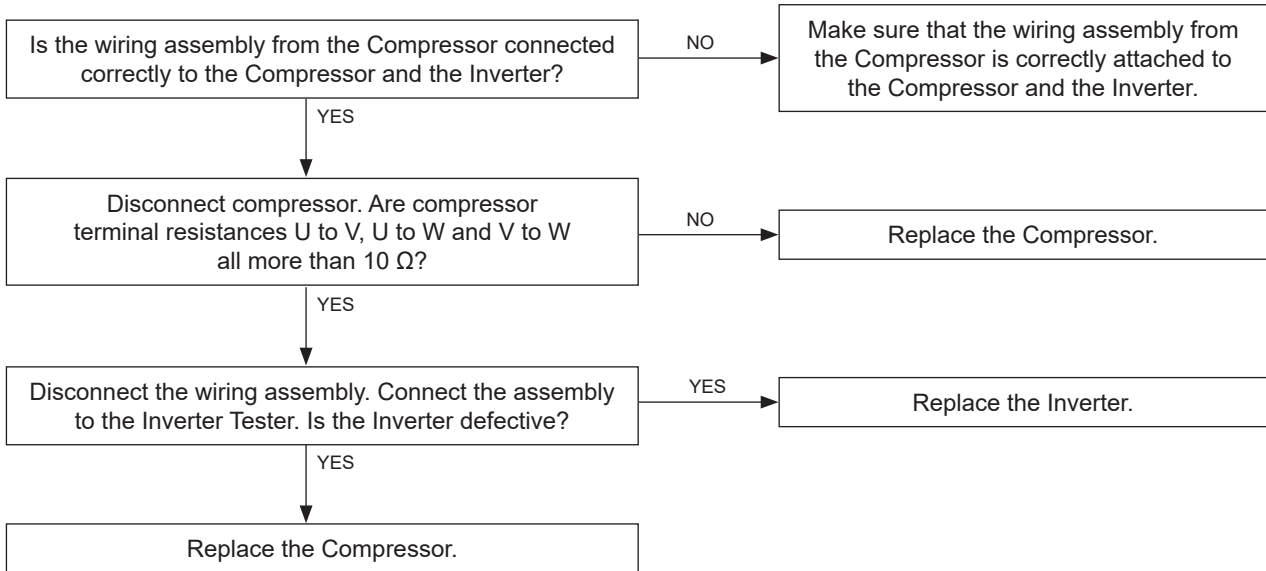 Is the wiring assembly from the Compressor connected
correctly to the Compressor and the Inverter?
NO
Make sure that the wiring assembly from
the Compressor is correctly attached to
the Compressor and the Inverter.
YES
Disconnect compressor. Are compressor
terminal resistances U to V, U to W and V to W
all more than 10 Ω?
NO
Replace the Compressor.
YES
Disconnect the wiring assembly. Connect the assembly
to the Inverter Tester. Is the Inverter defective?
YES
Replace the Inverter.
YES
Replace the Compressor.